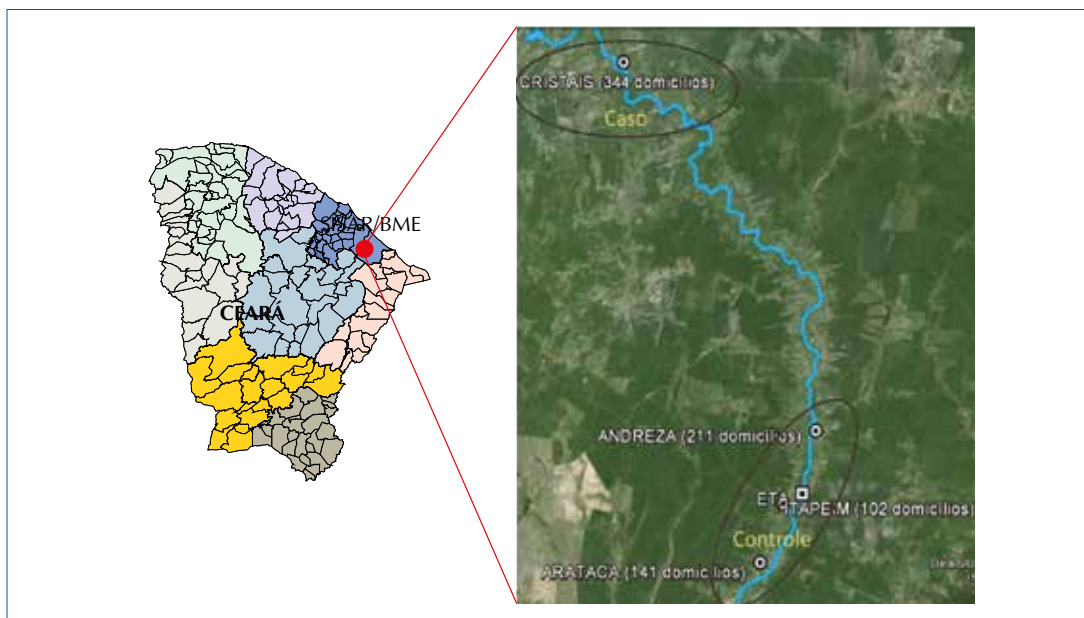 SISAR/BME
CEARÁ
CRISTAIS (344 domicílios)
Caso
ANDREZA (211 domicílios)
ETA
ITAPEIM (102 domicílios)
Controle
ARATACA (141 domicílios)